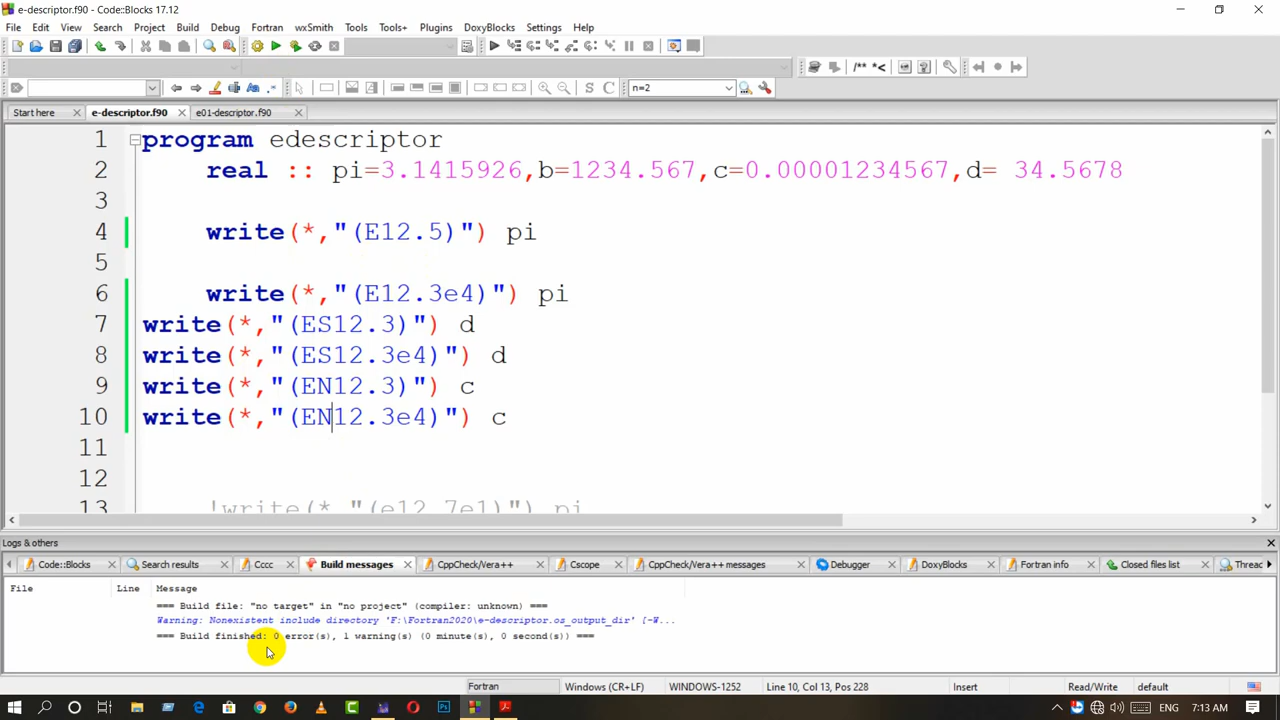 e-descriptor.f90 - Code::Blocks 17.12
File Edit View Search Project Build Debug Fortran wxSmith Tools Tools+ Plugins DoxyBlocks Settings Help
/** *<
S C n=2
Start here e-descriptor.f90 e01-descriptor.f90
1 program edescriptor
2 real :: pi=3.1415926,b=1234.567,c=0.00001234567,d= 34.5678
3
4 write(*,"(E12.5)") pi
5
6 write(*,"(E12.3e4)") pi
7 write(*,"(ES12.3)") d
8 write(*,"(ES12.3e4)") d
9 write(*,"(EN12.3)") c
10 write(*,"(EN12.3e4)") c
11
12
13 !write(*,"(e12.7e1)") pi
Logs & others
Code::Blocks Search results Cccc Build messages CppCheck/Vera++ Cscope CppCheck/Vera++ messages Debugger DoxyBlocks Fortran info Closed files list Threa
File Line Message
=== Build file: "no target" in "no project" (compiler: unknown) ===
Warning: Nonexistent include directory 'F:\Fortran2020\e-descriptor.os_output_dir' [-W...
=== Build finished: 0 error(s), 1 warning(s) (0 minute(s), 0 second(s)) ===
Fortran Windows (CR+LF) WINDOWS-1252 Line 10, Col 13, Pos 228 Insert Read/Write default
ENG 7:13 AM